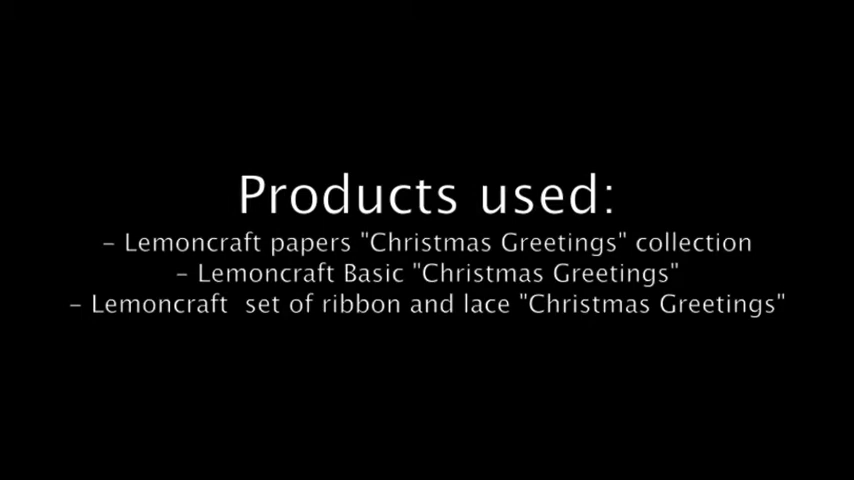 Products used:
– Lemoncraft papers "Christmas Greetings" collection
– Lemoncraft Basic "Christmas Greetings"
– Lemoncraft  set of ribbon and lace "Christmas Greetings"